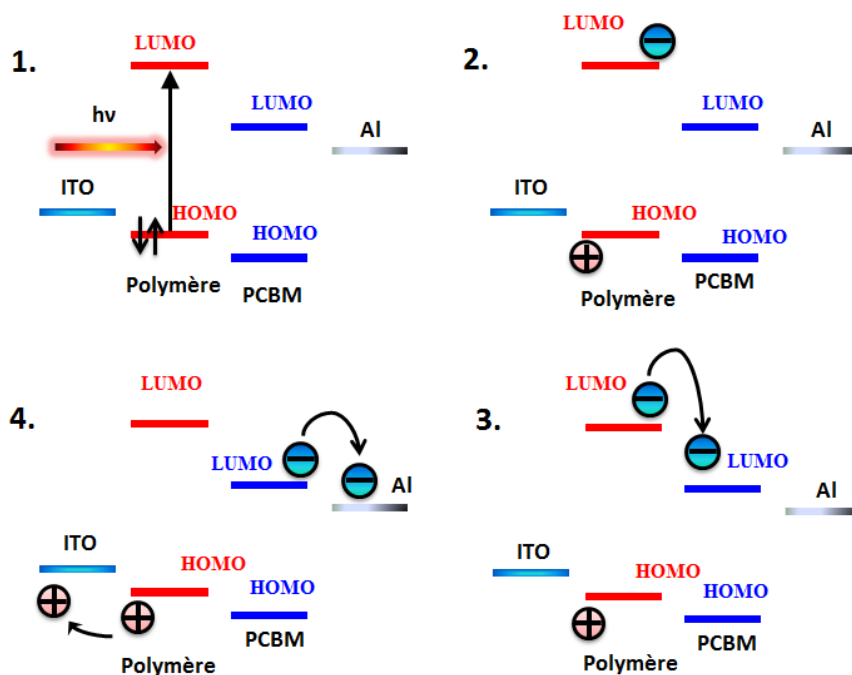 1.
LUMO
hν
LUMO
Al
ITO
HOMO
HOMO
Polymère
PCBM
2.
LUMO
LUMO
Al
ITO
HOMO
HOMO
Polymère
PCBM
3.
LUMO
LUMO
Al
ITO
HOMO
HOMO
Polymère
PCBM
4.
LUMO
LUMO
Al
ITO
HOMO
HOMO
Polymère
PCBM